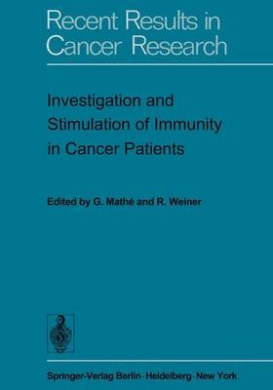 Recent Results in
Cancer Research
Investigation and
Stimulation of Immunity
in Cancer Patients
Edited by G. Mathé and R. Weiner
Springer-Verlag Berlin · Heidelberg · New York